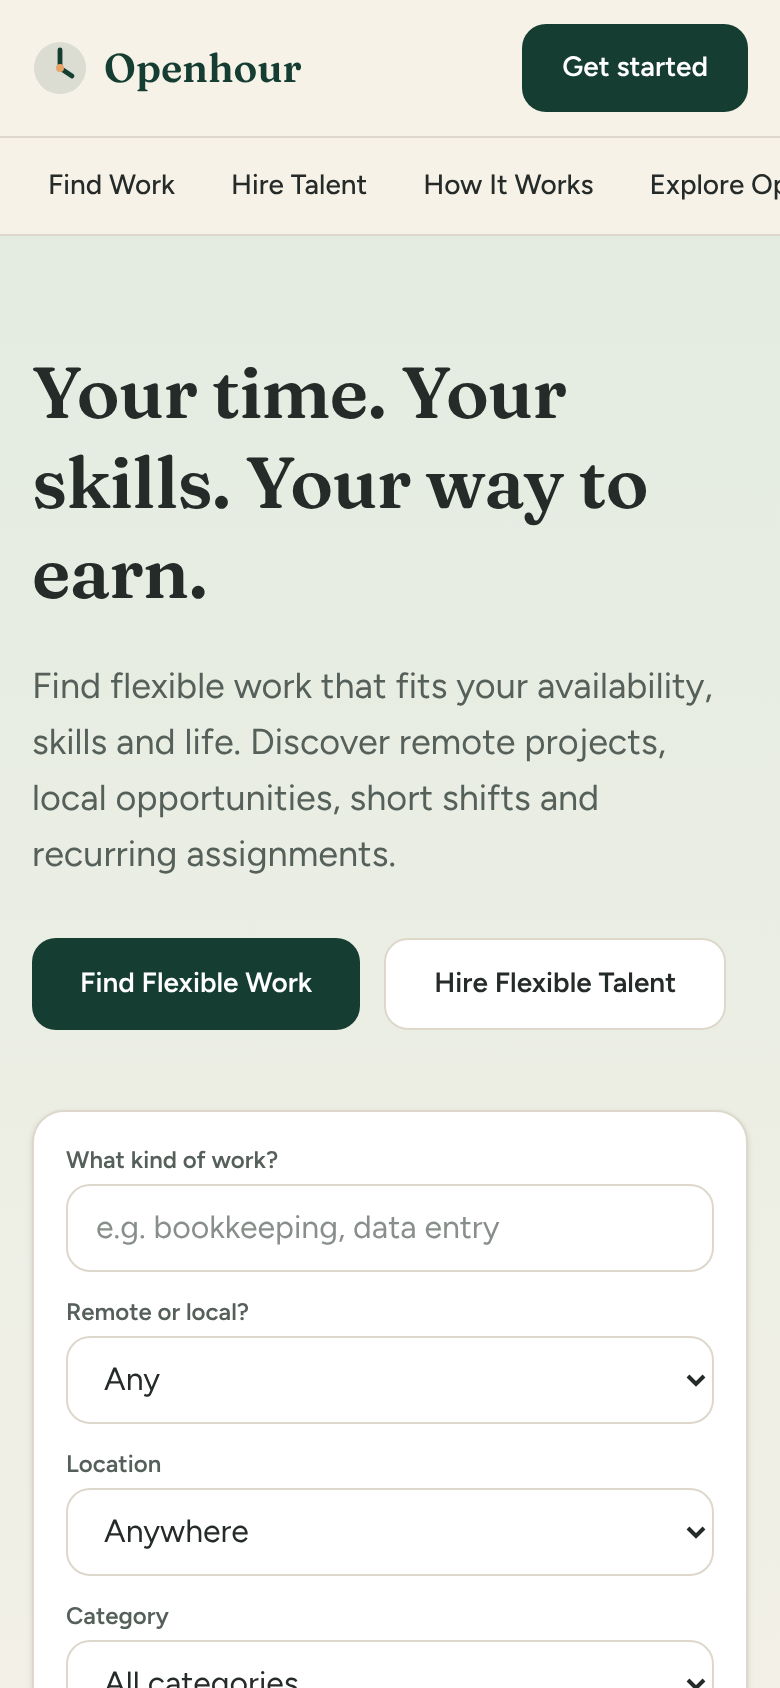 Openhour
Get started
Find Work
Hire Talent
How It Works
Explore Op
Your time. Your
skills. Your way to
earn.
Find flexible work that fits your availability,
skills and life. Discover remote projects,
local opportunities, short shifts and
recurring assignments.
Find Flexible Work
Hire Flexible Talent
What kind of work?
e.g. bookkeeping, data entry
Remote or local?
Any
Location
Anywhere
Category
All categories